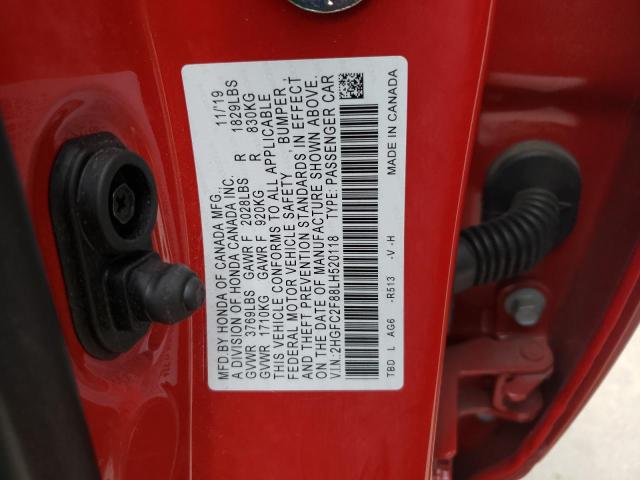 MFD.BY HONDA OF CANADA MFG., 11/19
A DIVISION OF HONDA CANADA INC.
GVWR 3769LBS GAWR F 2028LBS R 1829LBS
GVWR 1710KG GAWR F 920KG R 830KG
THIS VEHICLE CONFORMS TO ALL APPLICABLE
FEDERAL MOTOR VEHICLE SAFETY, BUMPER,
AND THEFT PREVENTION STANDARDS IN EFFECT
ON THE DATE OF MANUFACTURE SHOWN ABOVE.
V.I.N.:2HGFC2F88LH520118 TYPE:PASSENGER CAR
TBD L AG6 -R513 -V -H MADE IN CANADA